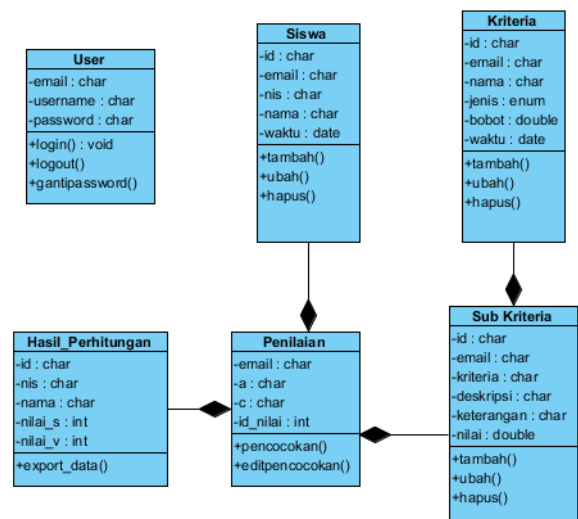 User
-email : char
-username : char
-password : char
+login() : void
+logout()
+gantipassword()
Siswa
-id : char
-email : char
-nis : char
-nama : char
-waktu : date
+tambah()
+ubah()
+hapus()
Kriteria
-id : char
-email : char
-nama : char
-jenis : enum
-bobot : double
-waktu : date
+tambah()
+ubah()
+hapus()
Hasil_Perhitungan
-id : char
-nis : char
-nama : char
-nilai_s : int
-nilai_v : int
+export_data()
Penilaian
-email : char
-a : char
-c : char
-id_nilai : int
+pencocokan()
+editpencocokan()
Sub Kriteria
-id : char
-email : char
-kriteria : char
-deskripsi : char
-keterangan : char
-nilai : double
+tambah()
+ubah()
+hapus()